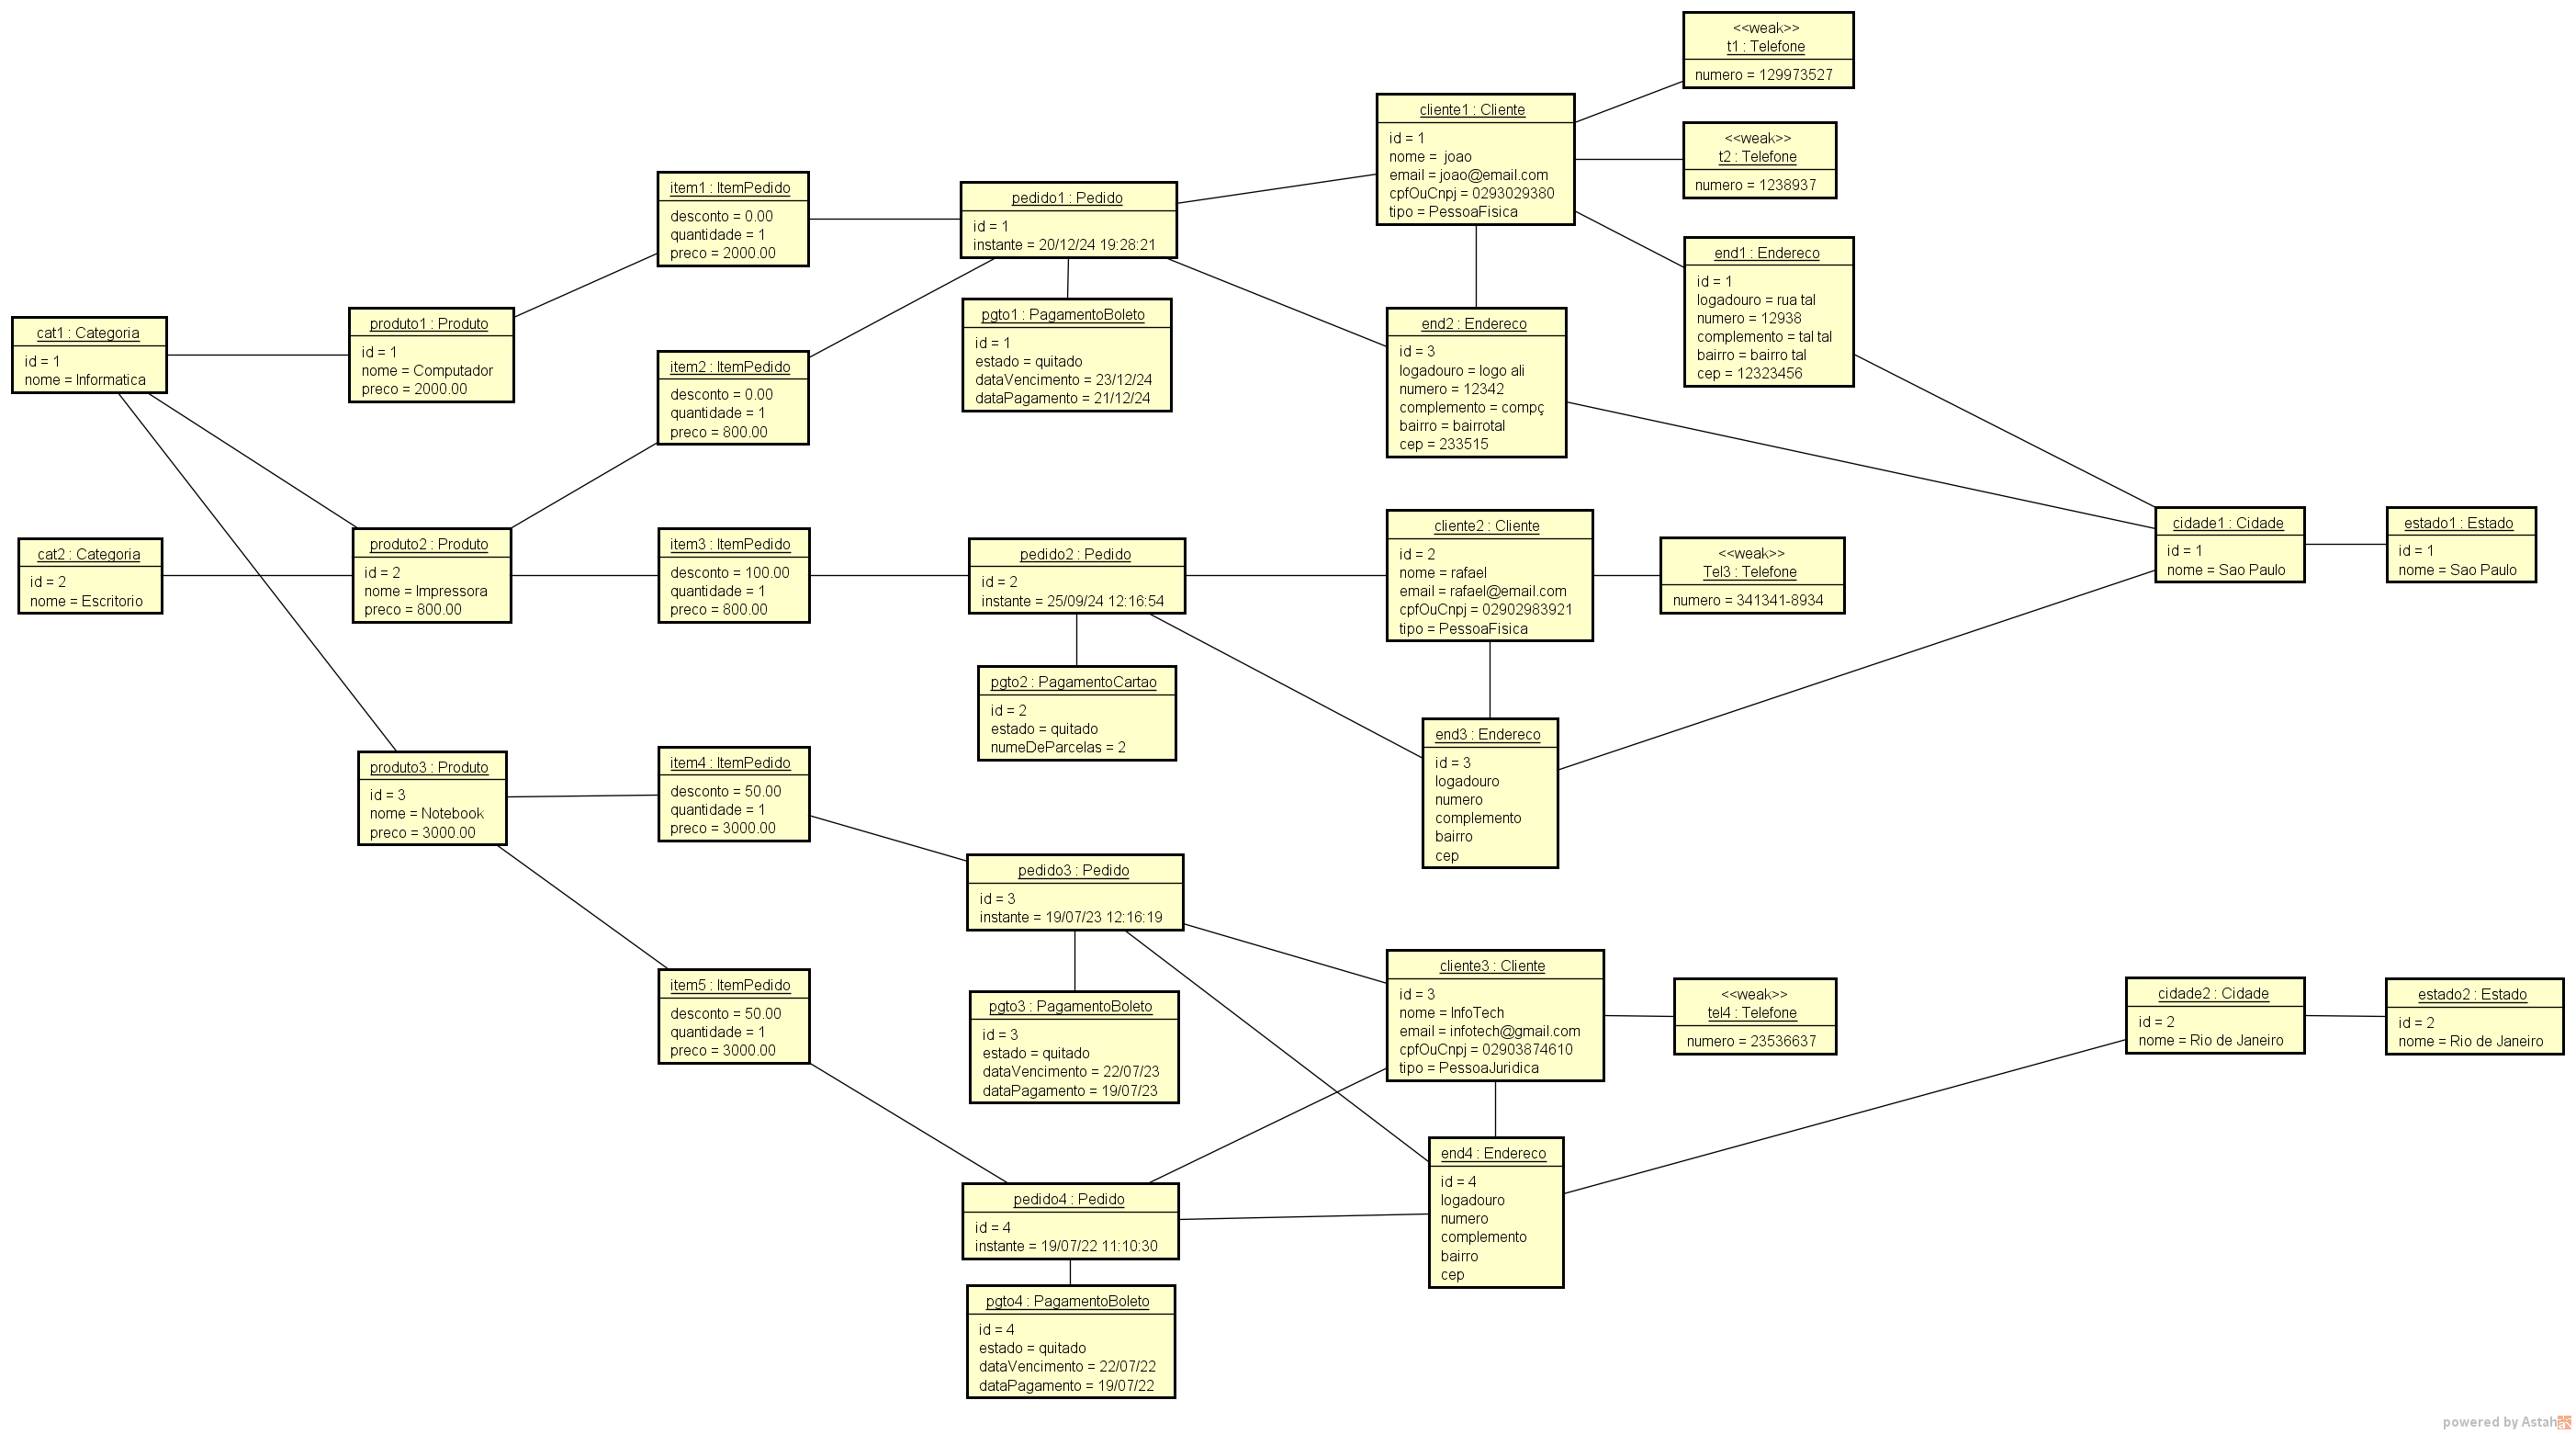 <<weak>>
t1 : Telefone
numero = 129973527
cliente1 : Cliente
id = 1
nome =  joao
email = joao@email.com
cpfOuCnpj = 0293029380
tipo = PessoaFisica
<<weak>>
t2 : Telefone
numero = 1238937
item1 : ItemPedido
desconto = 0.00
quantidade = 1
preco = 2000.00
pedido1 : Pedido
id = 1
instante = 20/12/24 19:28:21
end1 : Endereco
id = 1
logadouro = rua tal
numero = 12938
complemento = tal tal
bairro = bairro tal
cep = 12323456
pgto1 : PagamentoBoleto
id = 1
estado = quitado
dataVencimento = 23/12/24
dataPagamento = 21/12/24
end2 : Endereco
id = 3
logadouro = logo ali
numero = 12342
complemento = compç
bairro = bairrotal
cep = 233515
cat1 : Categoria
id = 1
nome = Informatica
produto1 : Produto
id = 1
nome = Computador
preco = 2000.00
item2 : ItemPedido
desconto = 0.00
quantidade = 1
preco = 800.00
cat2 : Categoria
id = 2
nome = Escritorio
produto2 : Produto
id = 2
nome = Impressora
preco = 800.00
item3 : ItemPedido
desconto = 100.00
quantidade = 1
preco = 800.00
pedido2 : Pedido
id = 2
instante = 25/09/24 12:16:54
cliente2 : Cliente
id = 2
nome = rafael
email = rafael@email.com
cpfOuCnpj = 02902983921
tipo = PessoaFisica
<<weak>>
Tel3 : Telefone
numero = 341341-8934
cidade1 : Cidade
id = 1
nome = Sao Paulo
estado1 : Estado
id = 1
nome = Sao Paulo
pgto2 : PagamentoCartao
id = 2
estado = quitado
numeDeParcelas = 2
end3 : Endereco
id = 3
logadouro
numero
complemento
bairro
cep
produto3 : Produto
id = 3
nome = Notebook
preco = 3000.00
item4 : ItemPedido
desconto = 50.00
quantidade = 1
preco = 3000.00
pedido3 : Pedido
id = 3
instante = 19/07/23 12:16:19
item5 : ItemPedido
desconto = 50.00
quantidade = 1
preco = 3000.00
pgto3 : PagamentoBoleto
id = 3
estado = quitado
dataVencimento = 22/07/23
dataPagamento = 19/07/23
cliente3 : Cliente
id = 3
nome = InfoTech
email = infotech@gmail.com
cpfOuCnpj = 02903874610
tipo = PessoaJuridica
<<weak>>
tel4 : Telefone
numero = 23536637
cidade2 : Cidade
id = 2
nome = Rio de Janeiro
estado2 : Estado
id = 2
nome = Rio de Janeiro
end4 : Endereco
id = 4
logadouro
numero
complemento
bairro
cep
pedido4 : Pedido
id = 4
instante = 19/07/22 11:10:30
pgto4 : PagamentoBoleto
id = 4
estado = quitado
dataVencimento = 22/07/22
dataPagamento = 19/07/22
powered by Astah